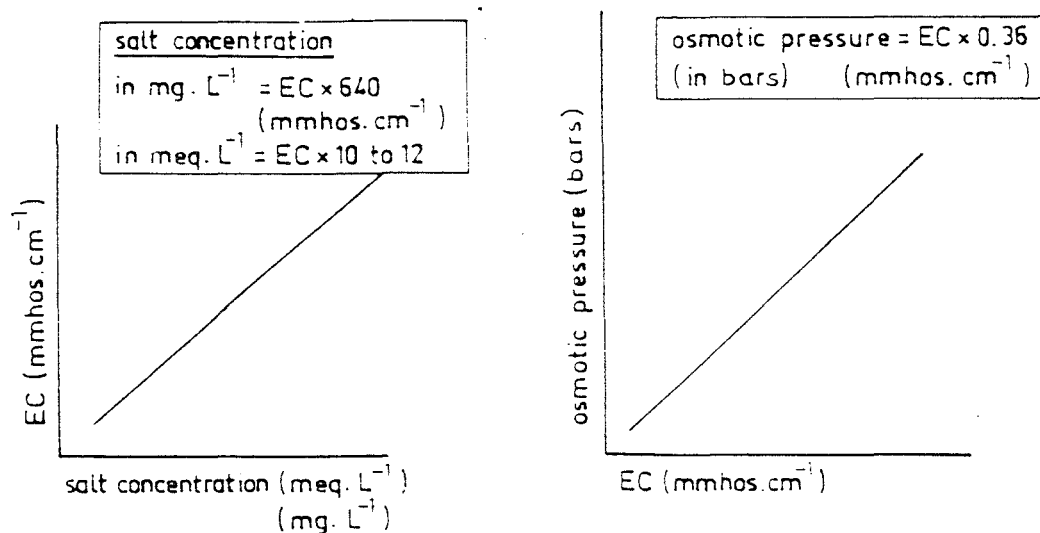 salt concentration
in mg. L⁻¹ = EC × 640
(mmhos. cm⁻¹)
in meq. L⁻¹ = EC × 10 to 12
EC (mmhos. cm⁻¹)
salt concentration (meq. L⁻¹)
(mg. L⁻¹)
osmotic pressure = EC × 0.36
(in bars) (mmhos. cm⁻¹)
osmotic pressure (bars)
EC (mmhos. cm⁻¹)